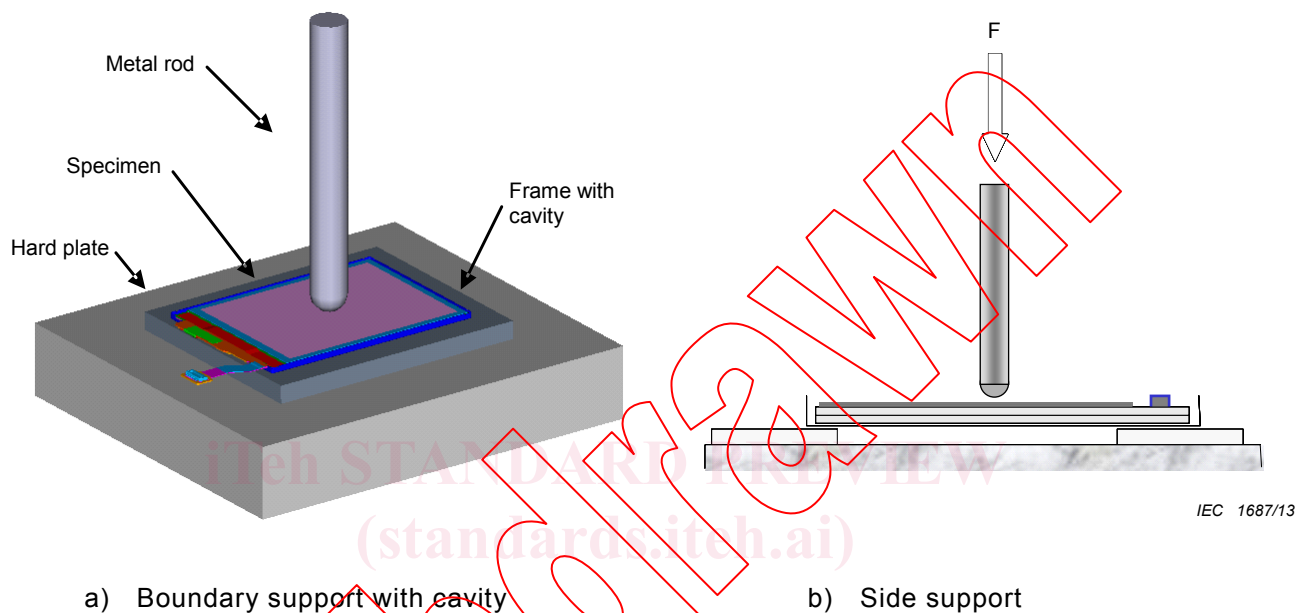 F
Metal rod
Specimen
Frame with
cavity
Hard plate
iTeh STANDARD PREVIEW
(standards.iteh.ai)
IEC 1687/13
a) Boundary support with cavity
b) Side support